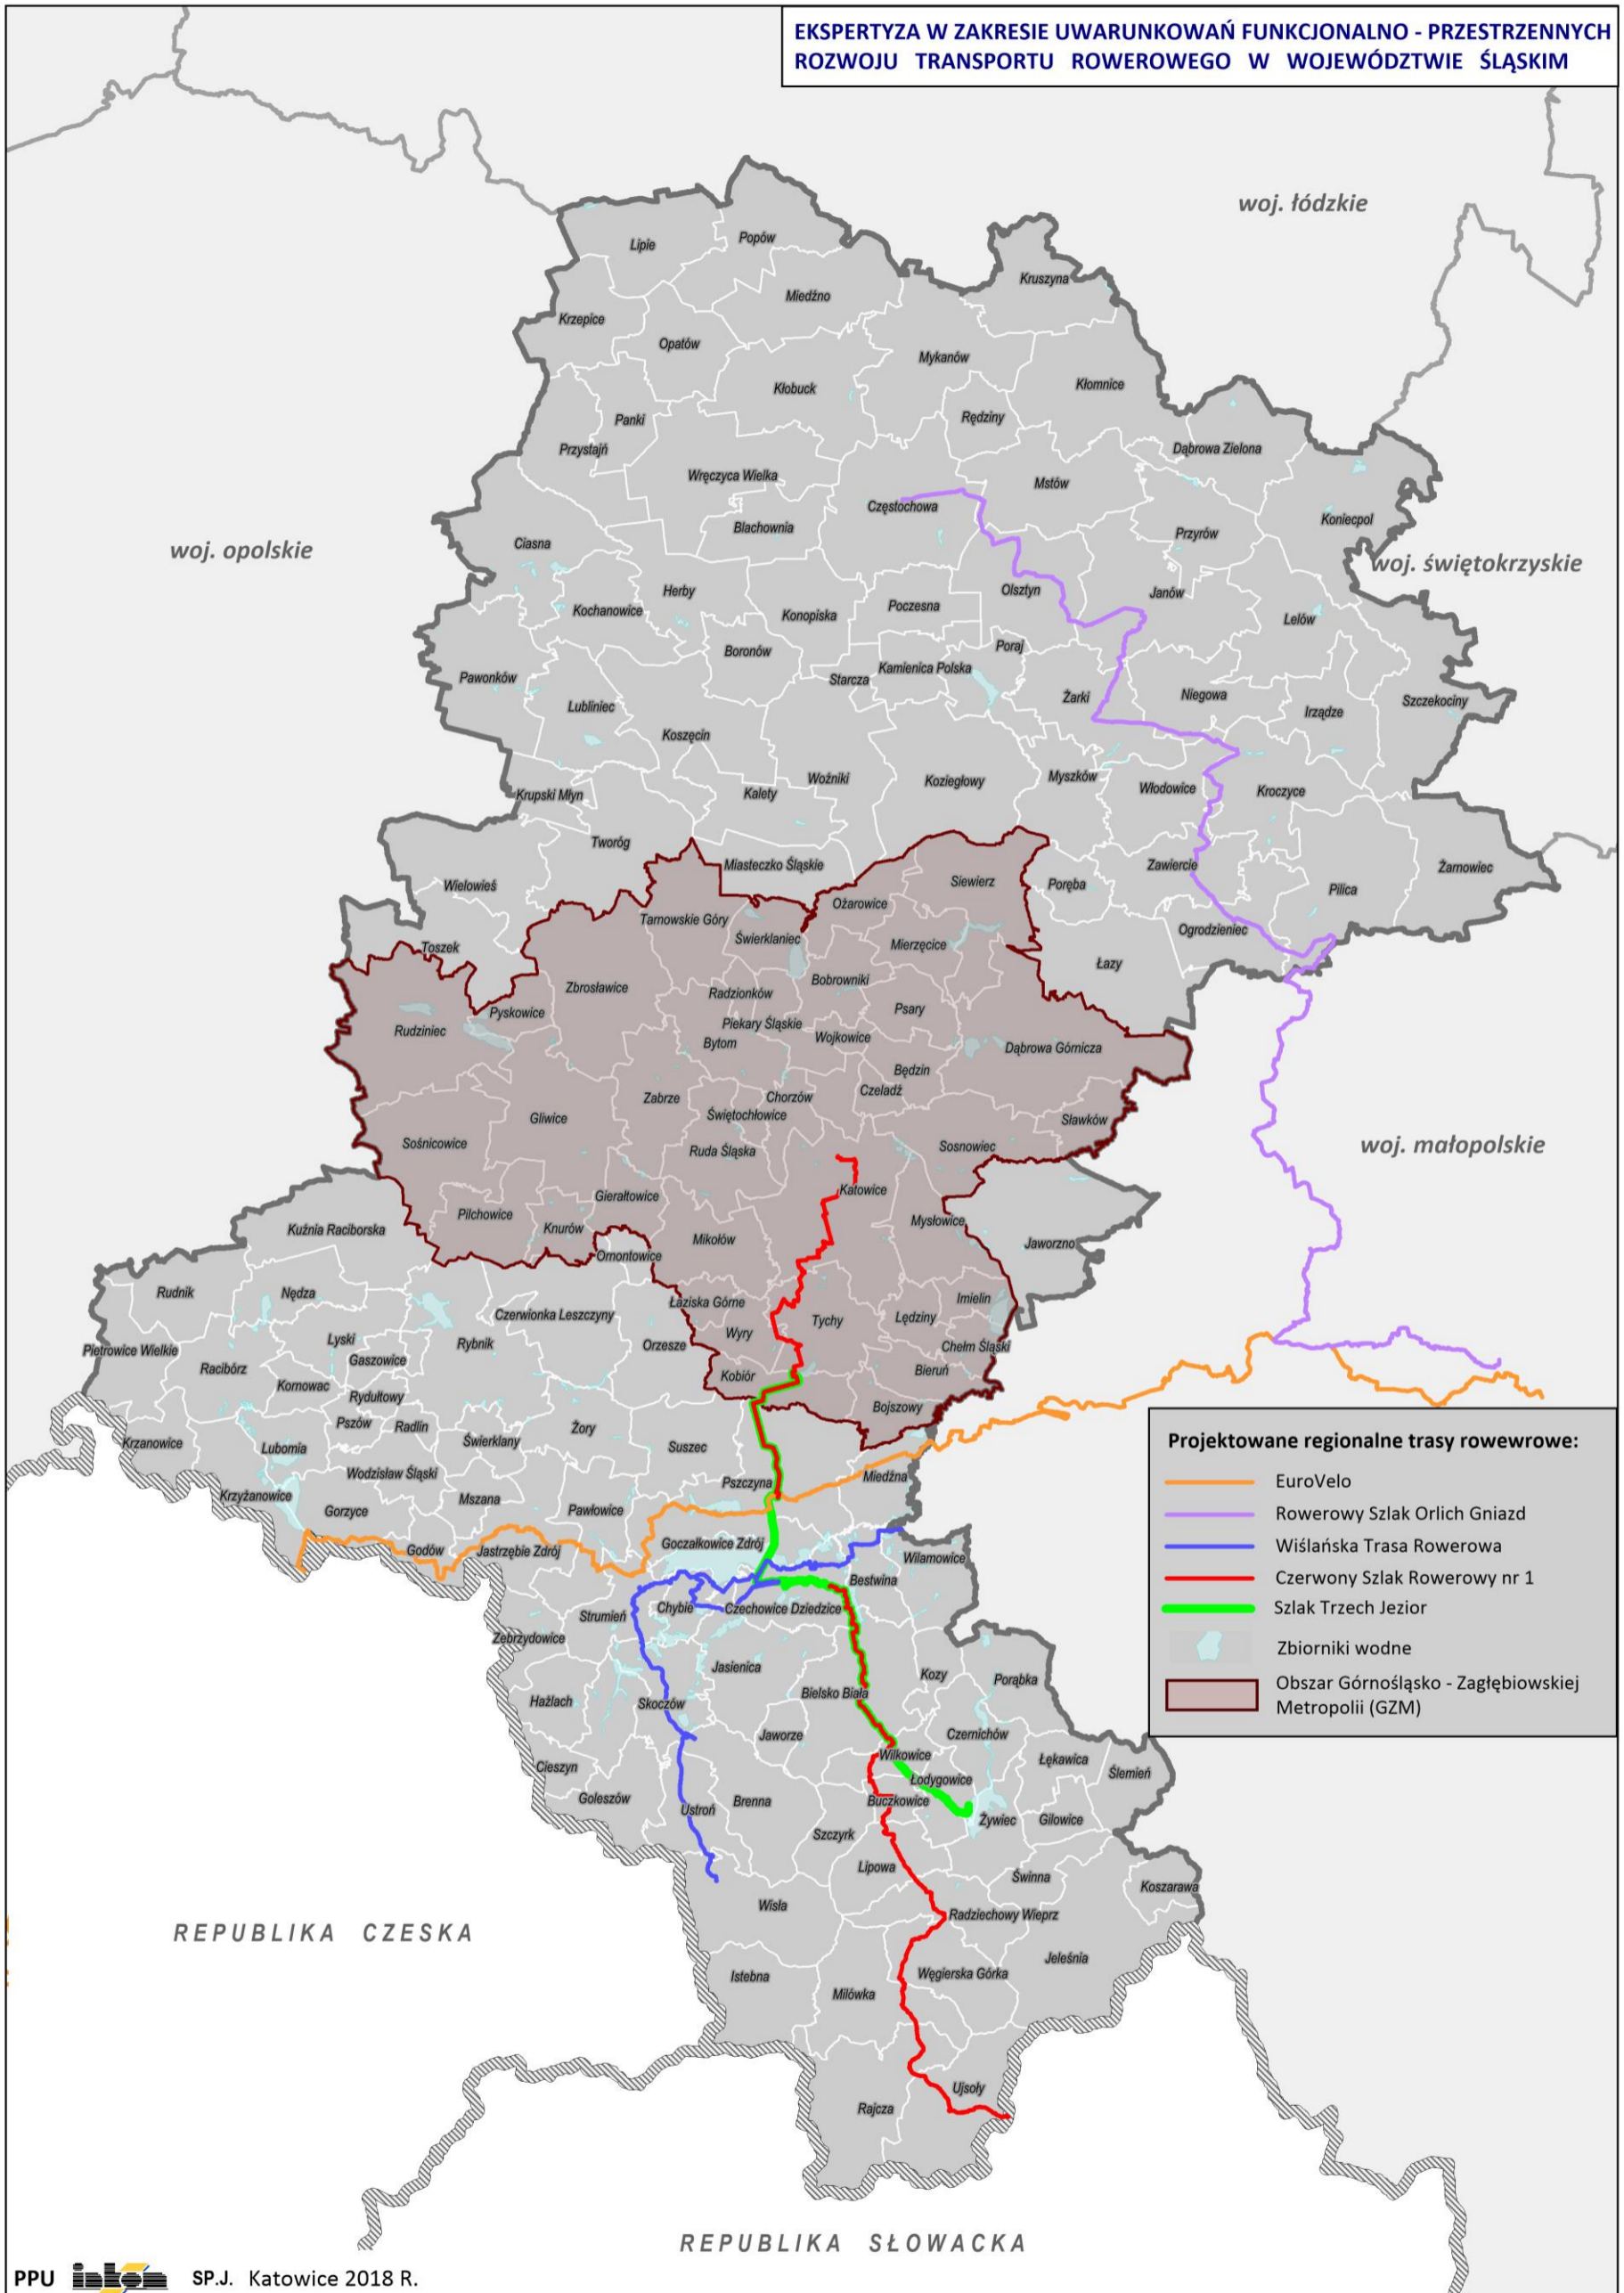 EKSPERTYZA W ZAKRESIE UWARUNKOWAŃ FUNKCJONALNO - PRZESTRZENNYCH
ROZWOJU TRANSPORTU ROWEROWEGO W WOJEWÓDZTWIE ŚLĄSKIM
woj. łódzkie
Lipie
Popów
Kruszyna
Miedźno
Krzepice
Opatów
Mykanów
Kłobuck
Kłomnice
Panki
Rędziny
Przystajń
Dąbrowa Zielona
Wręczyca Wielka
Mstów
Częstochowa
Koniecpol
Blachownia
Przyrów
Ciasna
woj. opolskie
woj. świętokrzyskie
Herby
Olsztyn
Janów
Kochanowice
Konopiska
Poczesna
Lelów
Boronów
Poraj
Kamienica Polska
Pawonków
Starcza
Żarki
Niegowa
Szczekociny
Lubliniec
Irządze
Koszęcin
Woźniki
Koziegłowy
Myszków
Włodowice
Kroczyce
Krupski Młyn
Kalety
Tworóg
Miasteczko Śląskie
Zawiercie
Żarnowiec
Wielowieś
Siewierz
Poręba
Pilica
Ożarowice
Tarnowskie Góry
Świerklaniec
Ogrodzieniec
Toszek
Mierzęcice
Łazy
Zbrosławice
Radzionków
Bobrowniki
Pyskowice
Psary
Rudziniec
Piekary Śląskie
Wojkowice
Bytom
Dąbrowa Górnicza
Będzin
Zabrze
Chorzów
Czeladź
Gliwice
Świętochłowice
Sławków
Sośnicowice
Ruda Śląska
Sosnowiec
woj. małopolskie
Katowice
Gierałtowice
Pilchowice
Mysłowice
Kuźnia Raciborska
Knurów
Mikołów
Jaworzno
Ornontowice
Rudnik
Nędza
Łaziska Górne
Imielin
Czerwionka Leszczyny
Tychy
Lędziny
Wyry
Lyski
Rybnik
Orzesze
Chełm Śląski
Pietrowice Wielkie
Gaszowice
Racibórz
Kobiór
Bieruń
Kornowac
Rydułtowy
Bojszowy
Pszów
Radlin
Żory
Krzanowice
Lubomia
Świerklany
Suszec
Wodzisław Śląski
Pszczyna
Miedźna
Krzyżanowice
Mszana
Gorzyce
Pawłowice
Godów
Jastrzębie Zdrój
Goczałkowice Zdrój
Wilamowice
Bestwina
Strumień
Chybie
Czechowice Dziedzice
Zebrzydowice
Jasienica
Kozy
Porąbka
Bielsko Biała
Hażlach
Skoczów
Jaworze
Czernichów
Wilkowice
Łękawica
Cieszyn
Łodygowice
Ślemień
Goleszów
Brenna
Buczkowice
Ustroń
Żywiec
Gilowice
Szczyrk
Lipowa
Świnna
Koszarawa
Wisła
Radziechowy Wieprz
Istebna
Węgierska Górka
Jeleśnia
Milówka
Ujsoły
Rajcza
REPUBLIKA CZESKA
REPUBLIKA SŁOWACKA
Projektowane regionalne trasy rowewrowe:
EuroVelo
Rowerowy Szlak Orlich Gniazd
Wiślańska Trasa Rowerowa
Czerwony Szlak Rowerowy nr 1
Szlak Trzech Jezior
Zbiorniki wodne
Obszar Górnośląsko - Zagłębiowskiej
Metropolii (GZM)
PPU inkom SP.J. Katowice 2018 R.